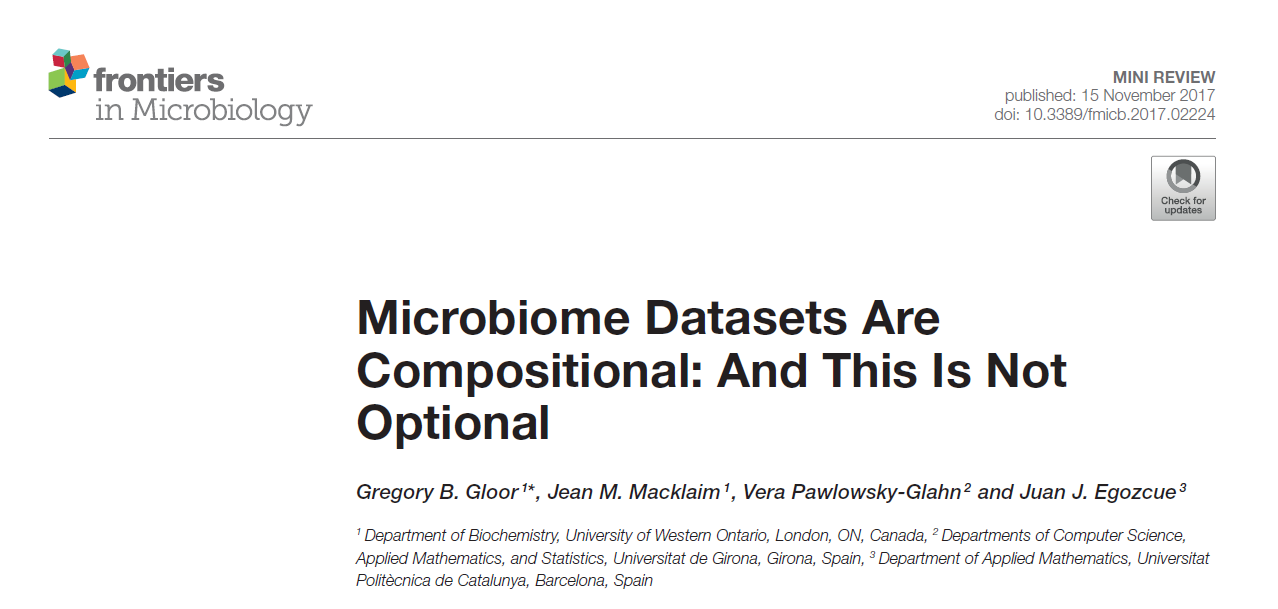 frontiers
in Microbiology
MINI REVIEW
published: 15 November 2017
doi: 10.3389/fmicb.2017.02224
Check for
updates
Microbiome Datasets Are
Compositional: And This Is Not
Optional
Gregory B. Gloor 1*, Jean M. Macklaim 1, Vera Pawlowsky-Glahn 2 and Juan J. Egozcue 3
1 Department of Biochemistry, University of Western Ontario, London, ON, Canada, 2 Departments of Computer Science,
Applied Mathematics, and Statistics, Universitat de Girona, Girona, Spain, 3 Department of Applied Mathematics, Universitat
Politècnica de Catalunya, Barcelona, Spain